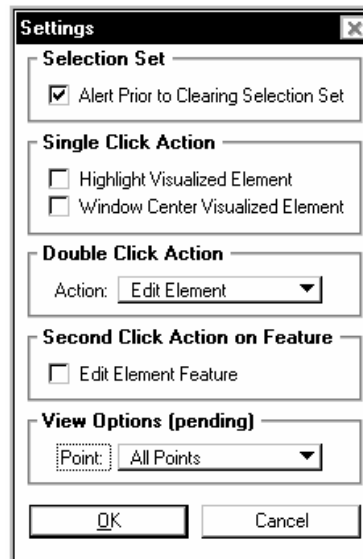 Settings
Selection Set
Alert Prior to Clearing Selection Set
Single Click Action
Highlight Visualized Element
Window Center Visualized Element
Double Click Action
Action: Edit Element
Second Click Action on Feature
Edit Element Feature
View Options (pending)
Point: All Points
OK Cancel